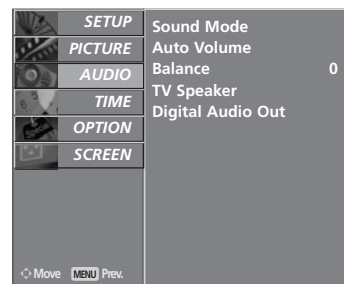 SETUP
PICTURE
AUDIO
TIME
OPTION
SCREEN
Move MENU Prev.
Sound Mode
Auto Volume
Balance 0
TV Speaker
Digital Audio Out